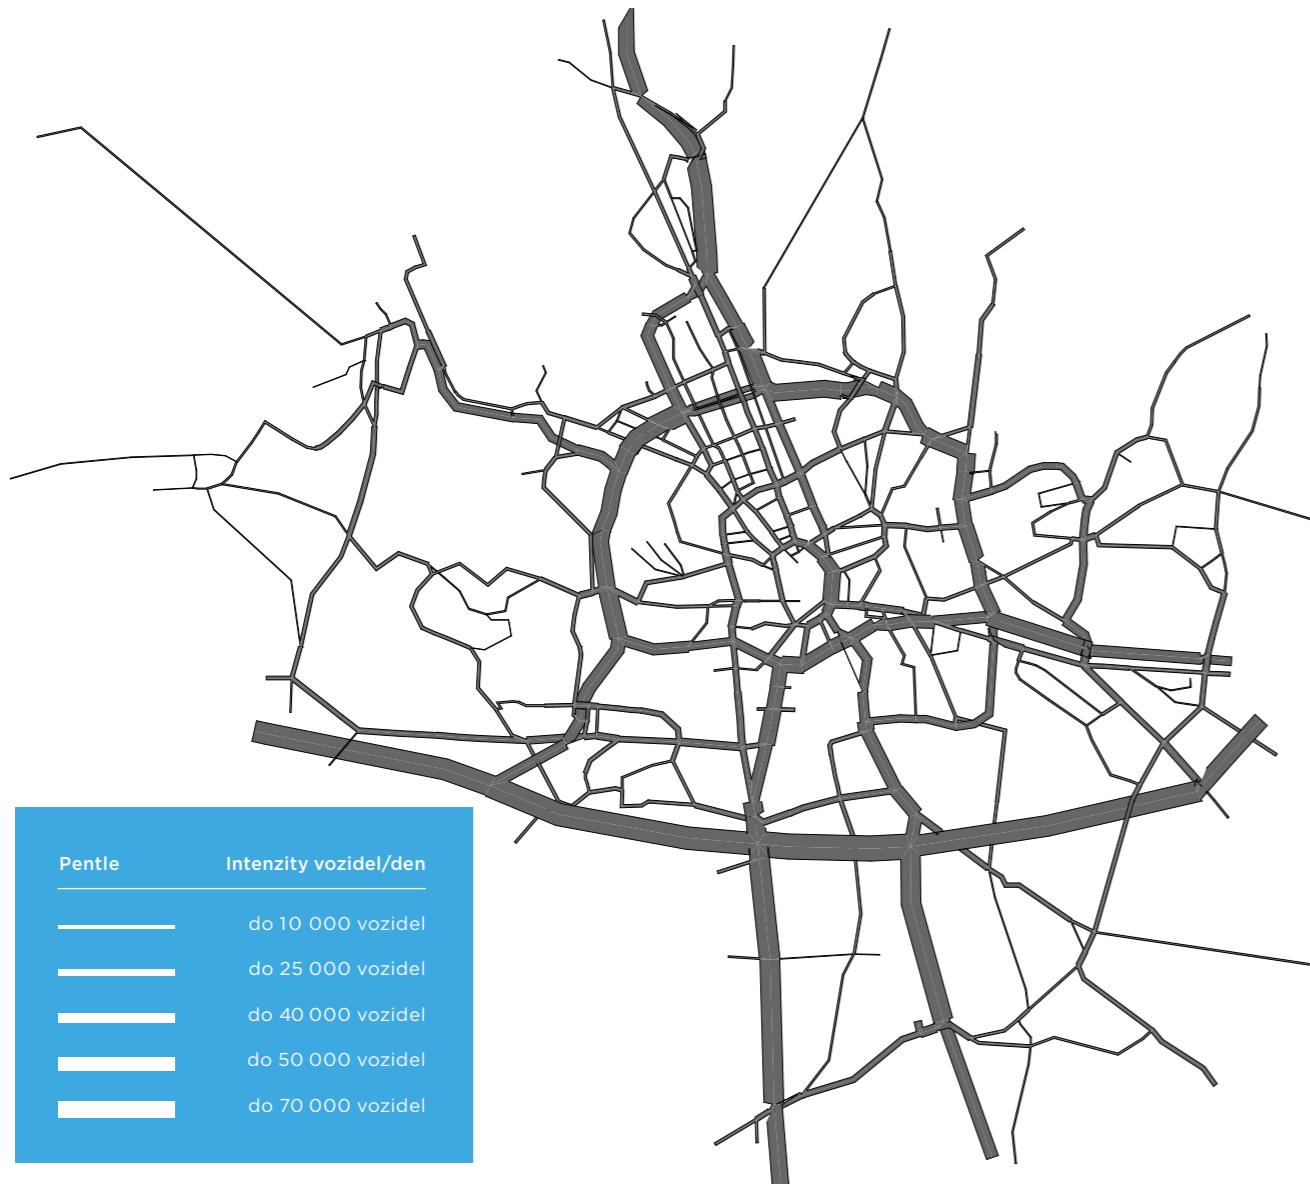 Pentle Intenzity vozidel/den
do 10 000 vozidel
do 25 000 vozidel
do 40 000 vozidel
do 50 000 vozidel
do 70 000 vozidel